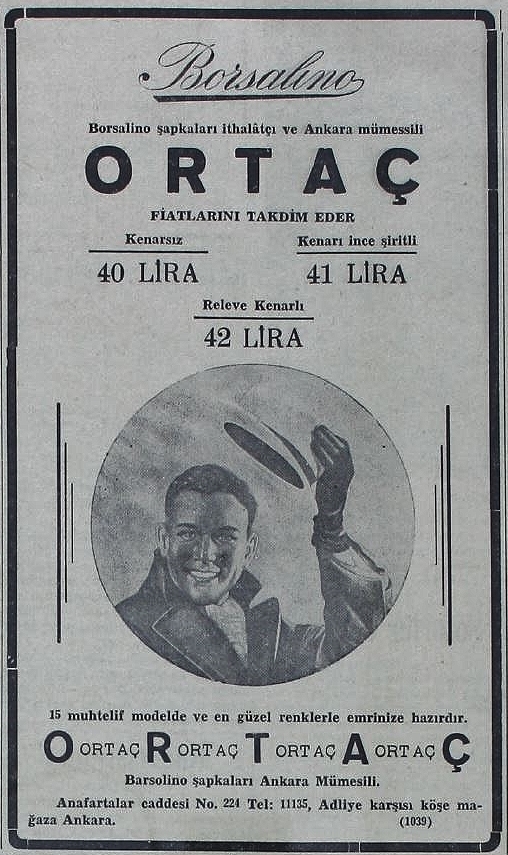 Borsalino
Borsalino şapkaları ithalâtçı ve Ankara mümessili
ORTAÇ
FİATLARINI TAKDİM EDER
Kenarsız
Kenarı ince şiritli
40 LİRA
41 LİRA
Releve Kenarlı
42 LİRA
15 muhtelif modelde ve en güzel renklerle emrinize hazırdır.
O ORTAÇ R ORTAÇ T ORTAÇ A ORTAÇ Ç
Barsolino şapkaları Ankara Mümesili.
Anafartalar caddesi No. 224 Tel: 11135, Adliye karşısı köşe ma-
ğaza Ankara. (1039)